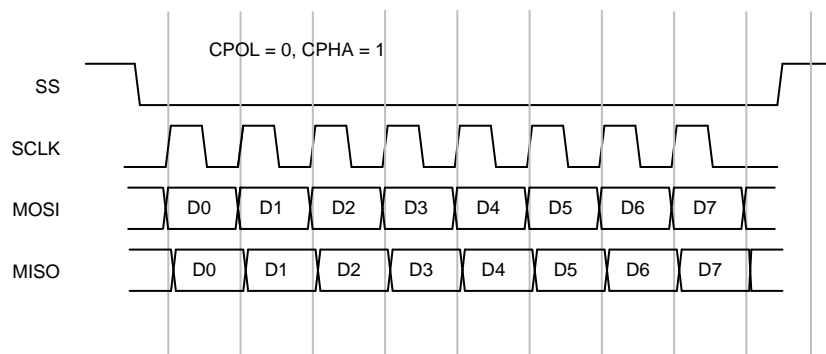 CPOL = 0, CPHA = 1
SS
SCLK
MOSI D0 D1 D2 D3 D4 D5 D6 D7
MISO D0 D1 D2 D3 D4 D5 D6 D7